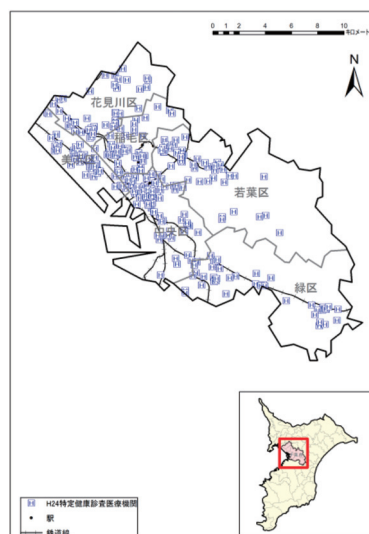 0 1 2 4 6 8 10
キロメートル
N
花見川区
稲毛区
美浜区
若葉区
中央区
緑区
H24特定健康診査医療機関
駅
鉄道線